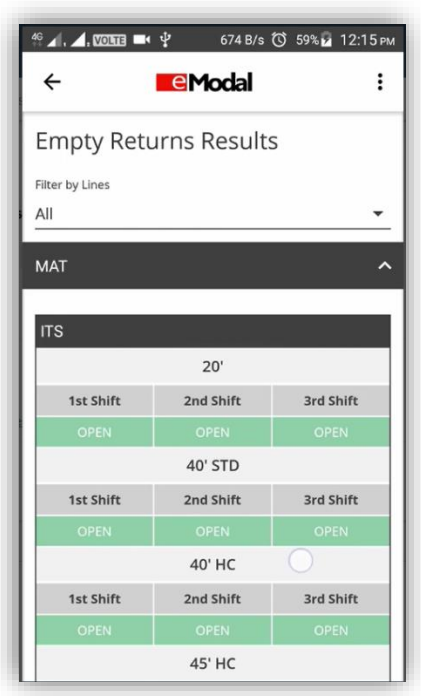 4G VOLTE 674 B/s 59% 12:15 PM
eModal
Empty Returns Results
Filter by Lines
All
MAT
ITS
20'
1st Shift 2nd Shift 3rd Shift
OPEN OPEN OPEN
40' STD
1st Shift 2nd Shift 3rd Shift
OPEN OPEN OPEN
40' HC
1st Shift 2nd Shift 3rd Shift
OPEN OPEN OPEN
45' HC